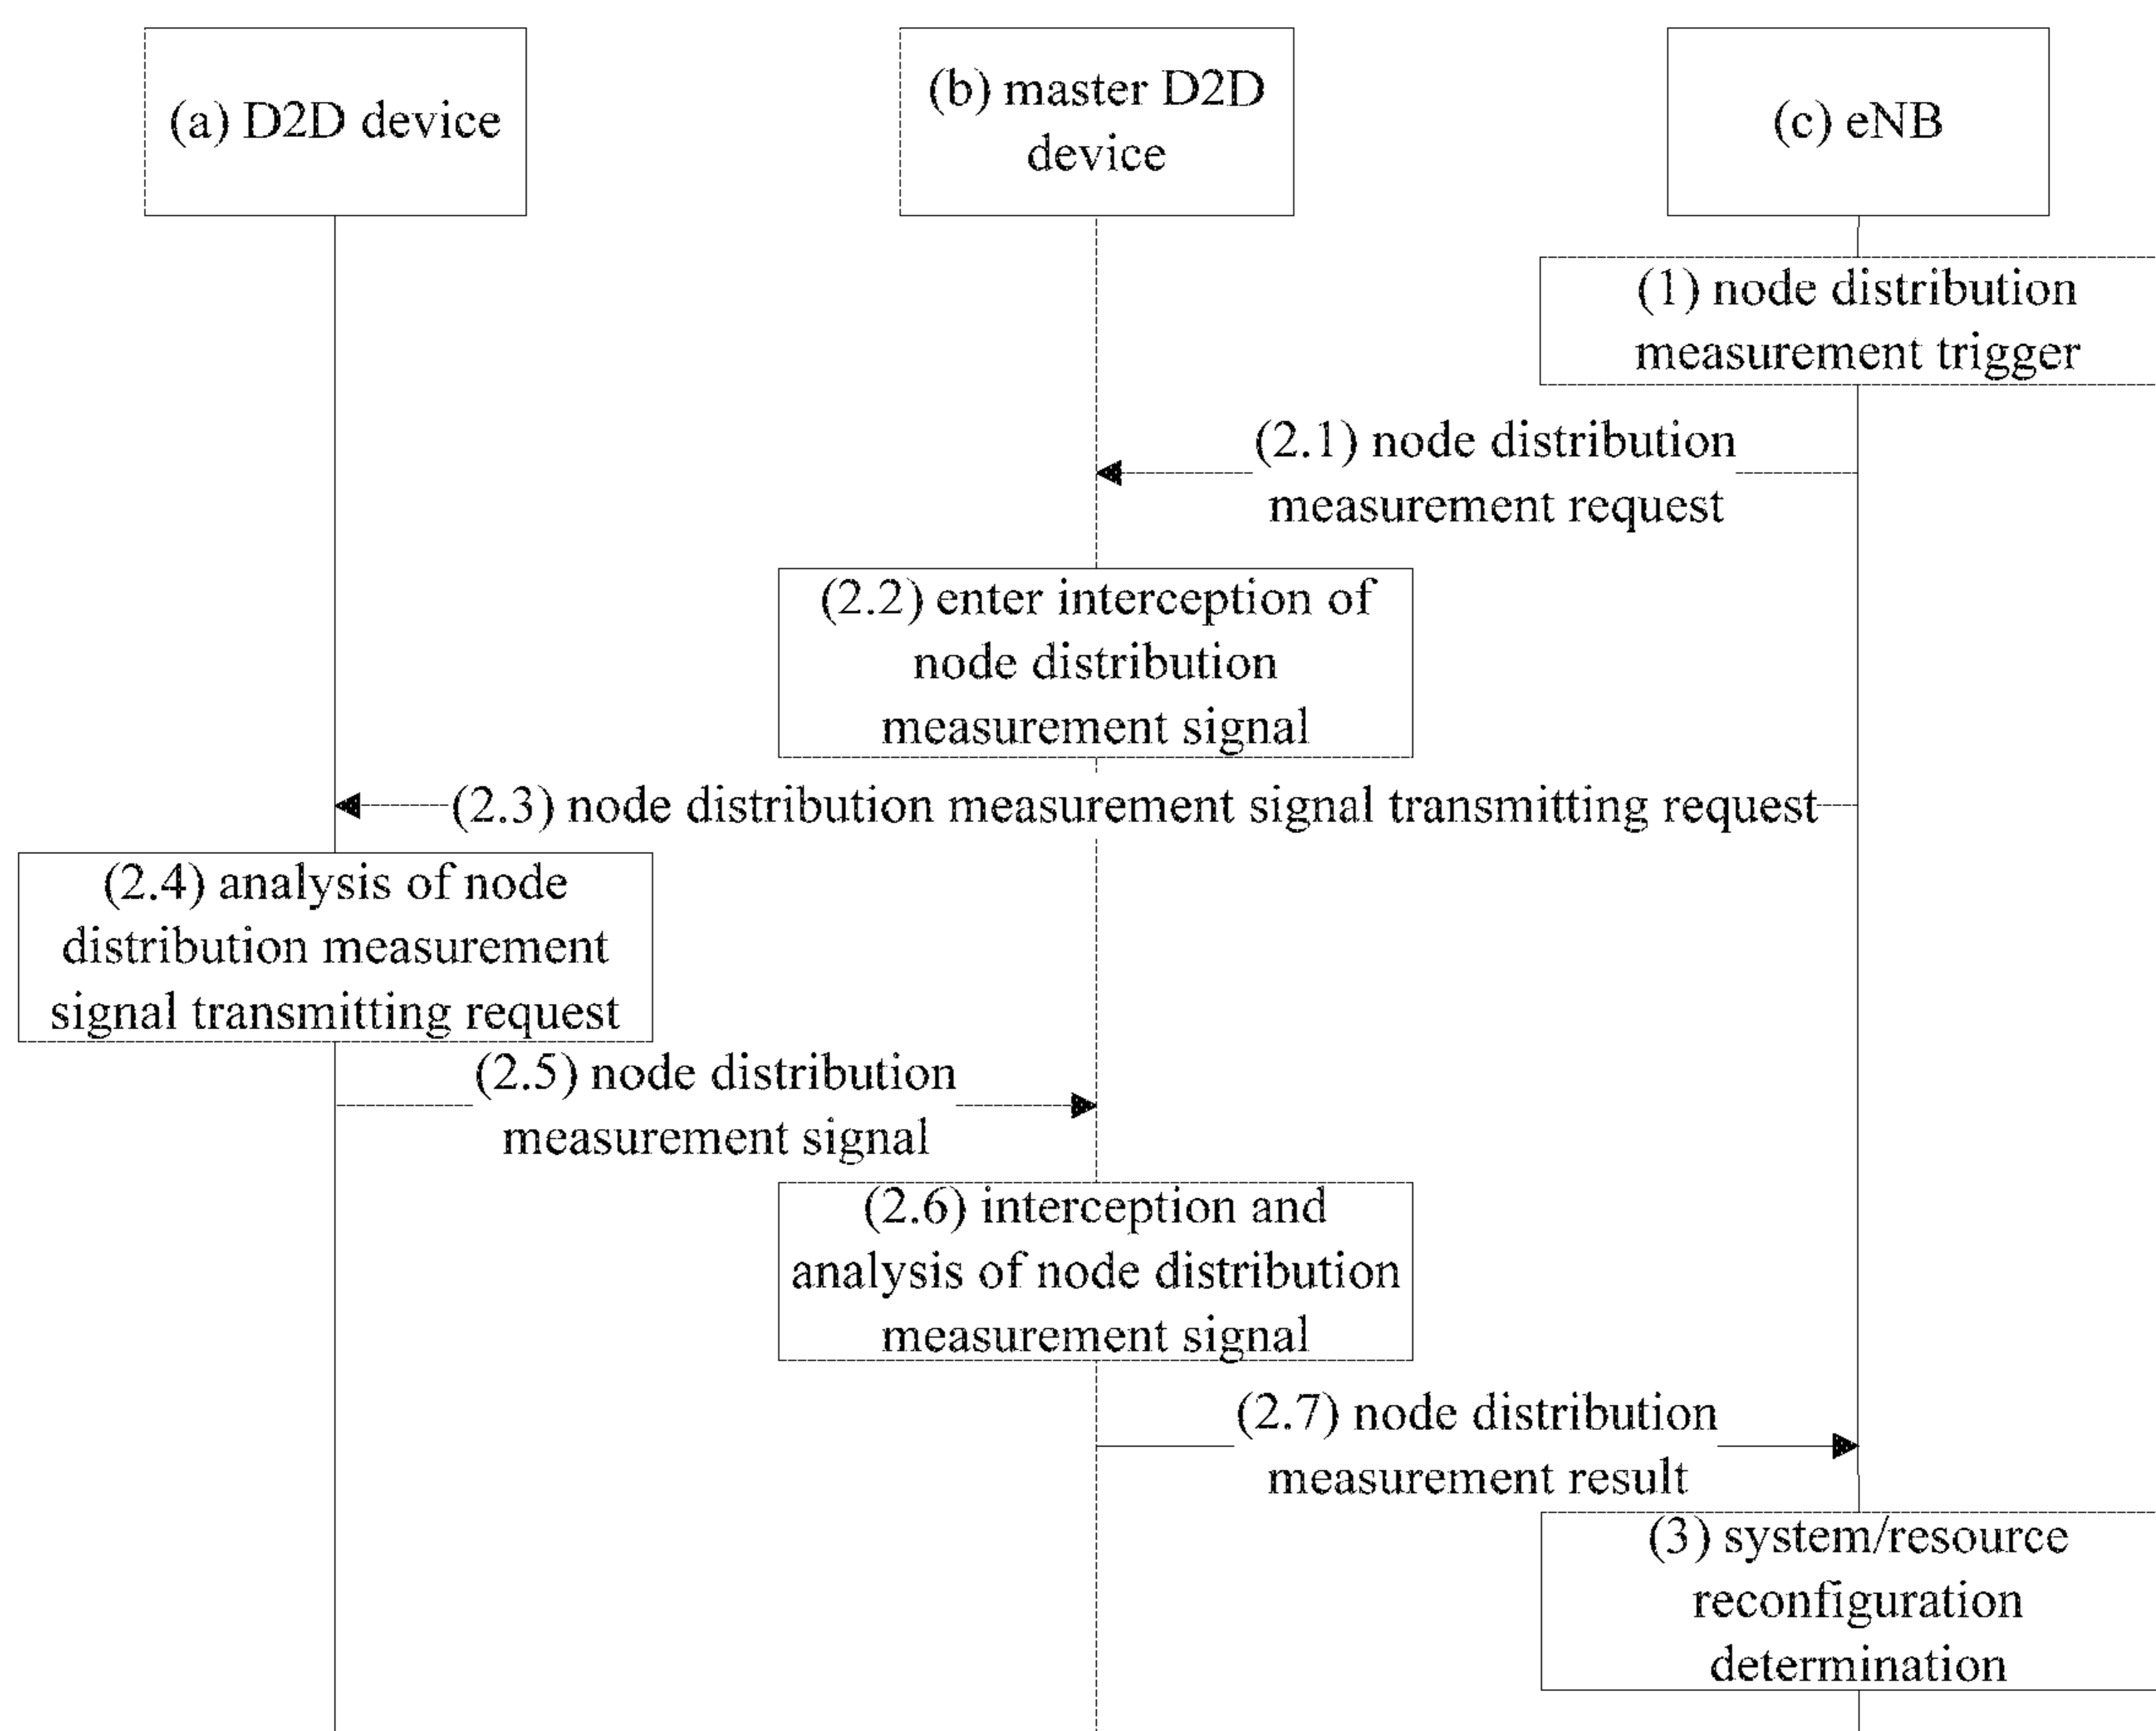 (a) D2D device
(b) master D2D
device
(c) eNB
(1) node distribution
measurement trigger
(2.1) node distribution
measurement request
(2.2) enter interception of
node distribution
measurement signal
(2.3) node distribution measurement signal transmitting request
(2.4) analysis of node
distribution measurement
signal transmitting request
(2.5) node distribution
measurement signal
(2.6) interception and
analysis of node distribution
measurement signal
(2.7) node distribution
measurement result
(3) system/resource
reconfiguration
determination